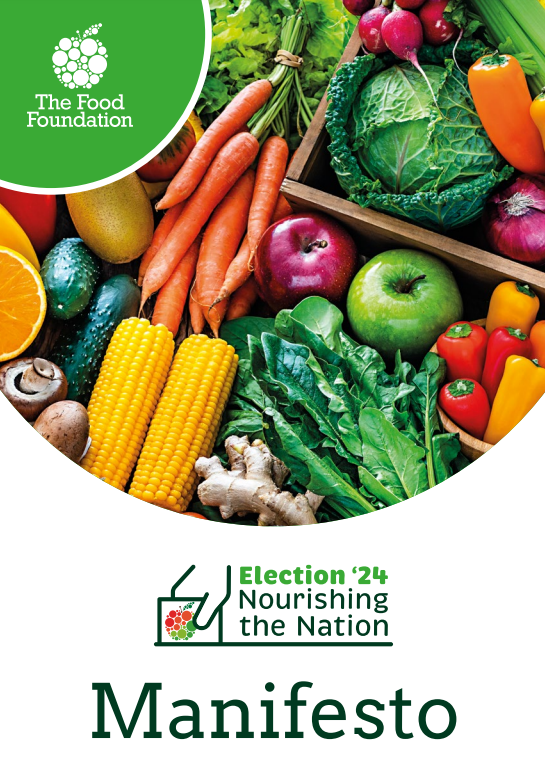 The Food
Foundation
Election ‘24
Nourishing
the Nation
Manifesto